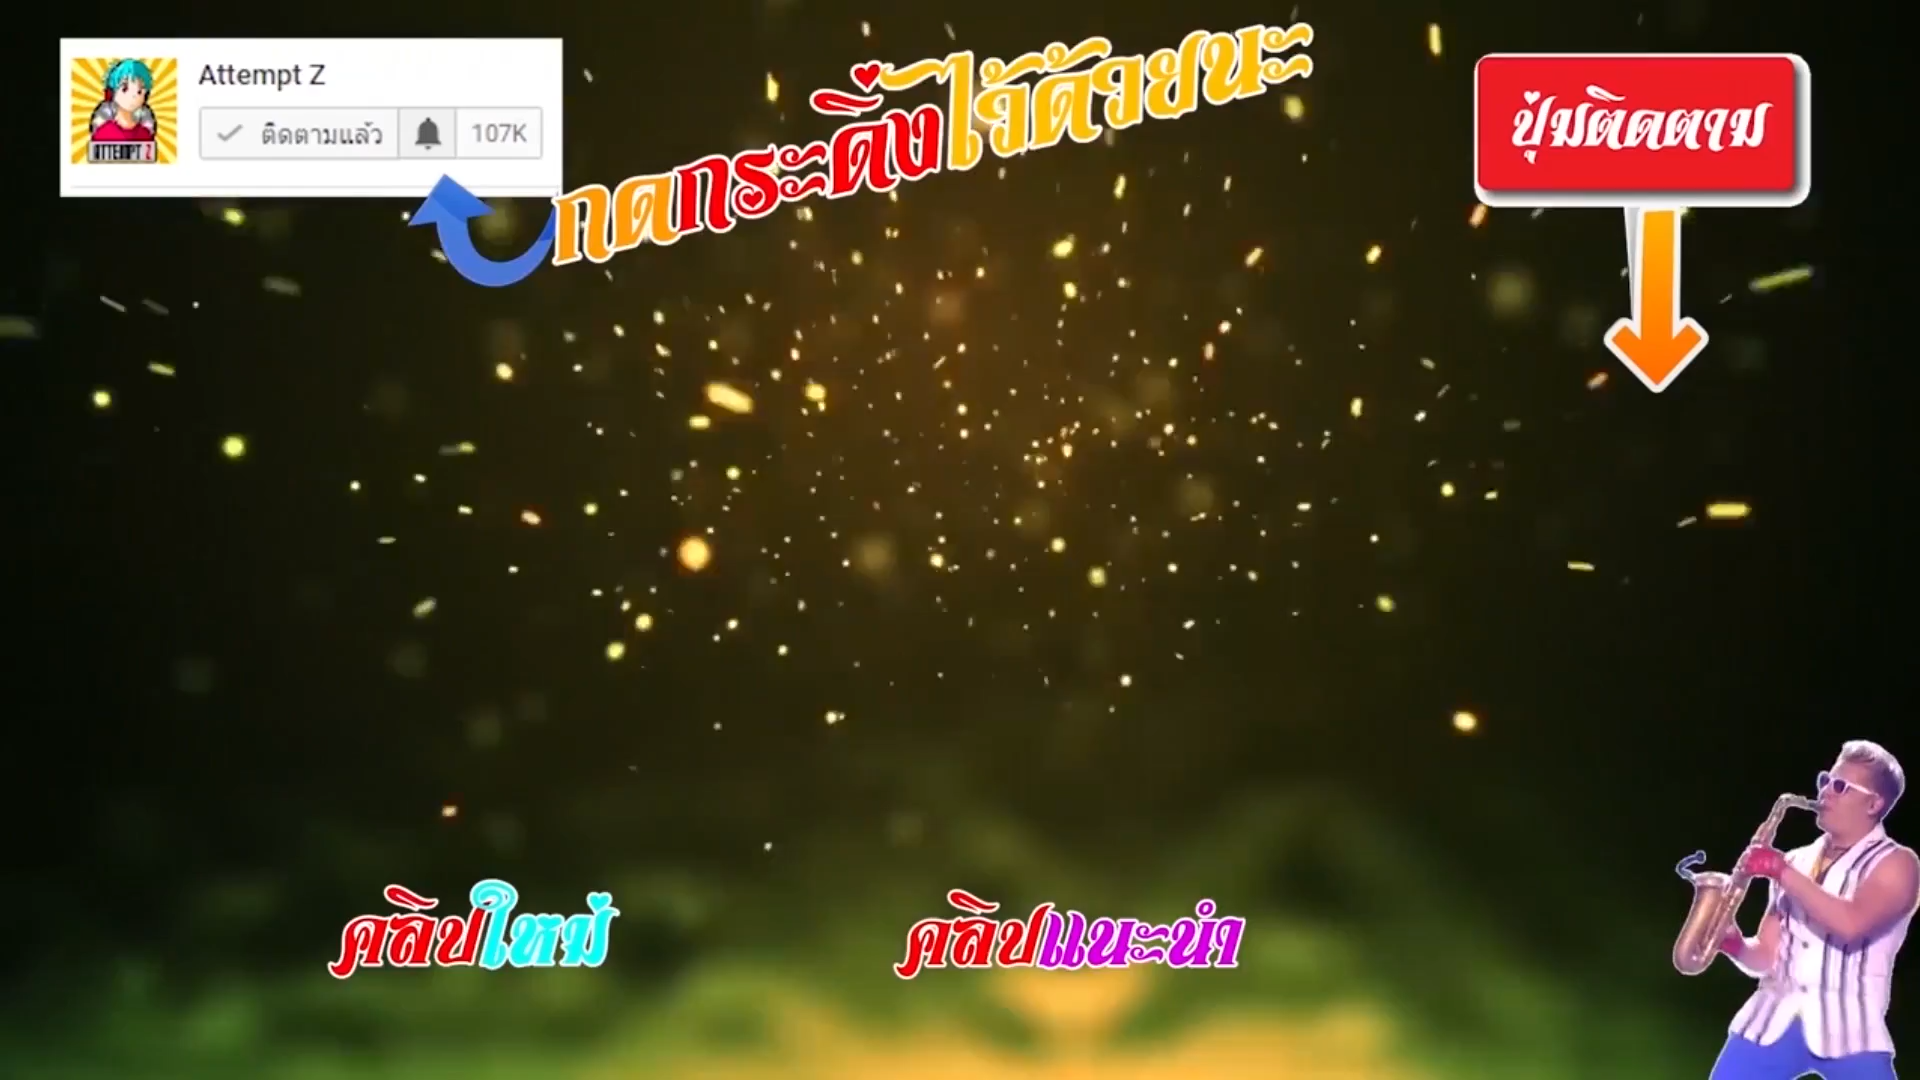 Attempt Z
ติดตามแล้ว 107K
ATTEMPT Z
กดกระดิ่งไว้ด้วยนะ
ปุ่มติดตาม
คลิปใหม่
คลิปแนะนำ